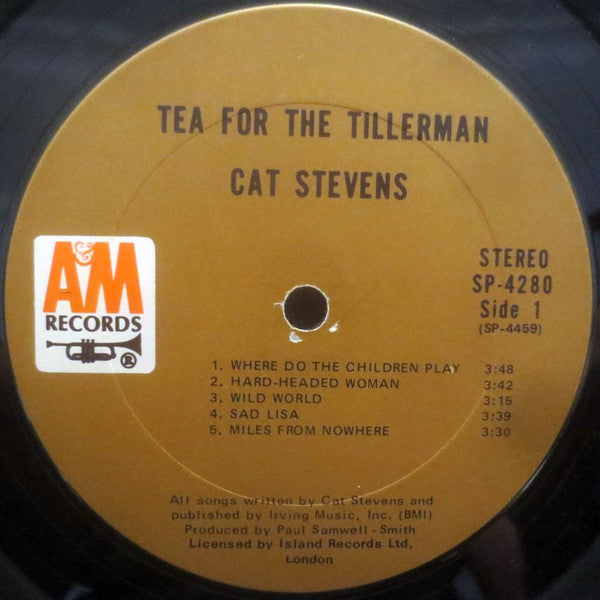 TEA FOR THE TILLERMAN
CAT STEVENS
A&M
RECORDS
®
STEREO
SP-4280
Side 1
(SP-4459)
1. WHERE DO THE CHILDREN PLAY 3:48
2. HARD-HEADED WOMAN 3:42
3. WILD WORLD 3:15
4. SAD LISA 3:39
5. MILES FROM NOWHERE 3:30
All songs written by Cat Stevens and
published by Irving Music, Inc. (BMI)
Produced by Paul Samwell - Smith
Licensed by Island Records Ltd,
London